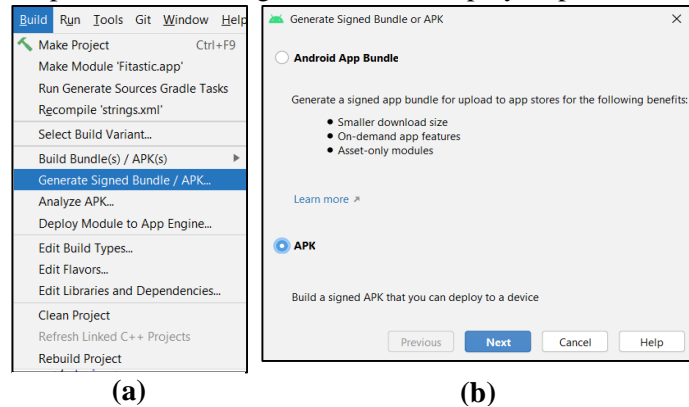 Build Run Tools Git Window Help
Make Project Ctrl+F9
Make Module 'Fitastic.app'
Run Generate Sources Gradle Tasks
Recompile 'strings.xml'
Select Build Variant...
Build Bundle(s) / APK(s)
Generate Signed Bundle / APK...
Analyze APK...
Deploy Module to App Engine...
Edit Build Types...
Edit Flavors...
Edit Libraries and Dependencies...
Clean Project
Refresh Linked C++ Projects
Rebuild Project
(a)
Generate Signed Bundle or APK
Android App Bundle
Generate a signed app bundle for upload to app stores for the following benefits:
• Smaller download size
• On-demand app features
• Asset-only modules
Learn more ↗
APK
Build a signed APK that you can deploy to a device
Previous Next Cancel Help
(b)